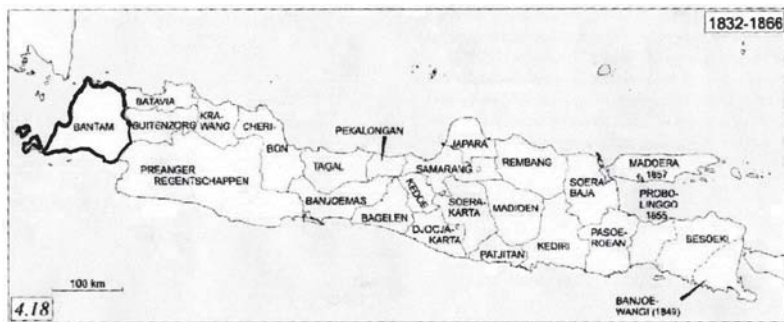 1832-1866
BATAVIA
BANTAM
BUITENZORG
KRA-
WANG
CHERI-
BON
PREANGER
REGENTSCHAPPEN
TAGAL
PEKALONGAN
BANJOEMAS
BAGELEN
KEDOE
DJOCJA-
KARTA
SAMARANG
SOERA-
KARTA
JAPARA
REMBANG
MADIOEN
PATJITAN
KEDIRI
SOERA-
BAJA
PASOE-
ROEAN
MADOERA
1857
PROBO-
LINGGO
1855
BESOEKI
BANJOE-
WANGI (1849)
100 km
4.18